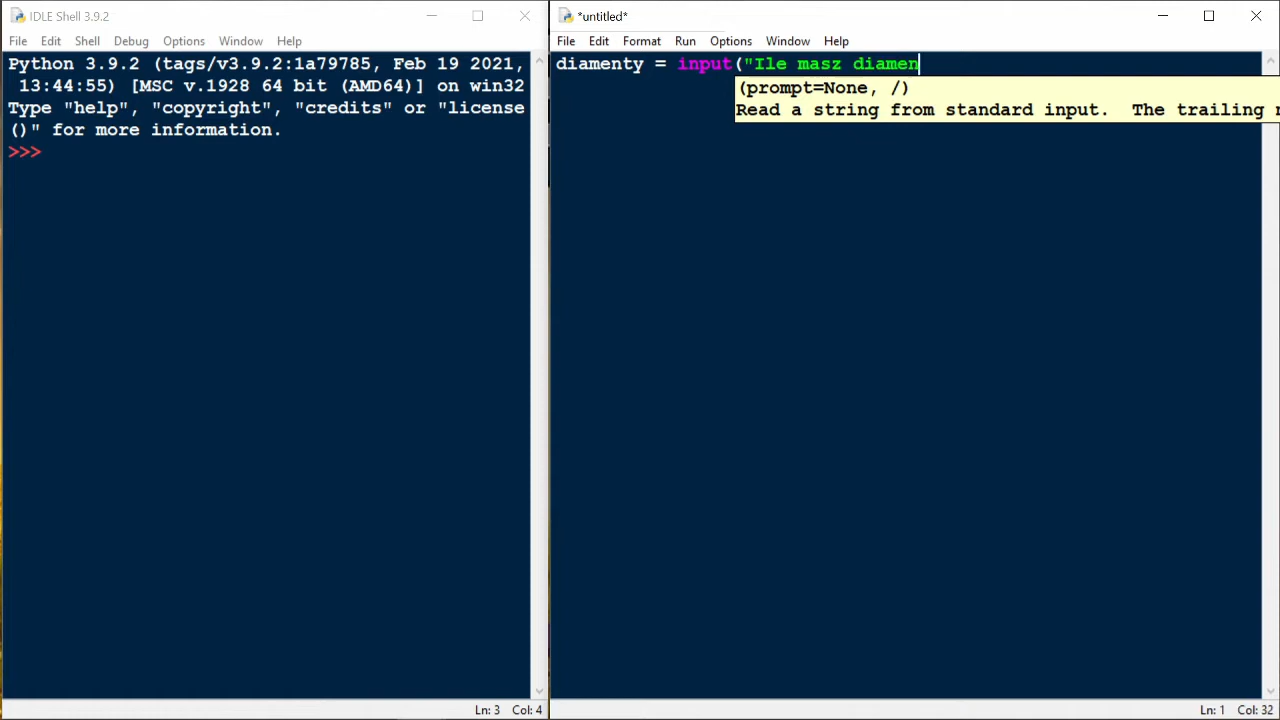 IDLE Shell 3.9.2
File Edit Shell Debug Options Window Help
Python 3.9.2 (tags/v3.9.2:1a79785, Feb 19 2021,
13:44:55) [MSC v.1928 64 bit (AMD64)] on win32
Type "help", "copyright", "credits" or "license
()" for more information.
>>>
Ln: 3 Col: 4
*untitled*
File Edit Format Run Options Window Help
diamenty = input("Ile masz diamen
(prompt=None, /)
Read a string from standard input. The trailing
Ln: 1 Col: 32